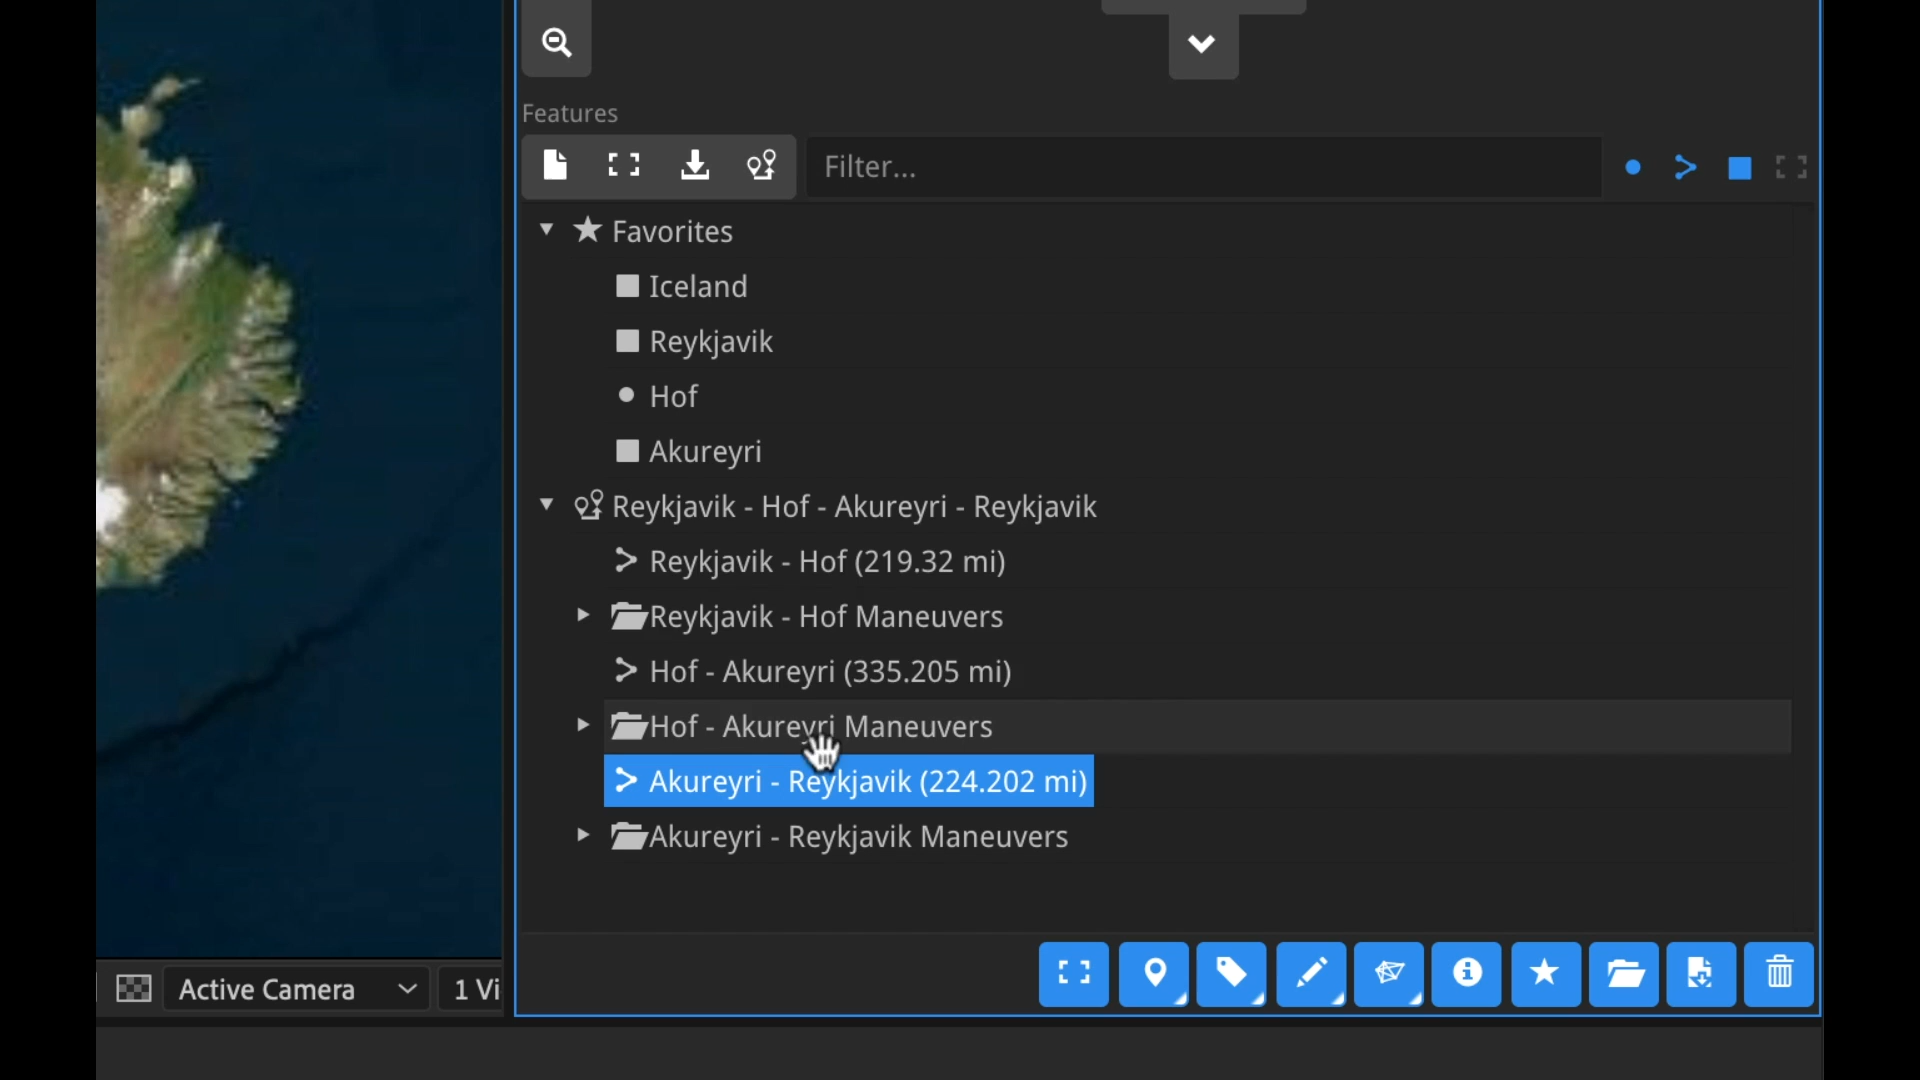 Features
Filter...
Favorites
Iceland
Reykjavik
Hof
Akureyri
Reykjavik - Hof - Akureyri - Reykjavik
Reykjavik - Hof (219.32 mi)
Reykjavik - Hof Maneuvers
Hof - Akureyri (335.205 mi)
Hof - Akureyri Maneuvers
Akureyri - Reykjavik (224.202 mi)
Akureyri - Reykjavik Maneuvers
Active Camera
1 Vi